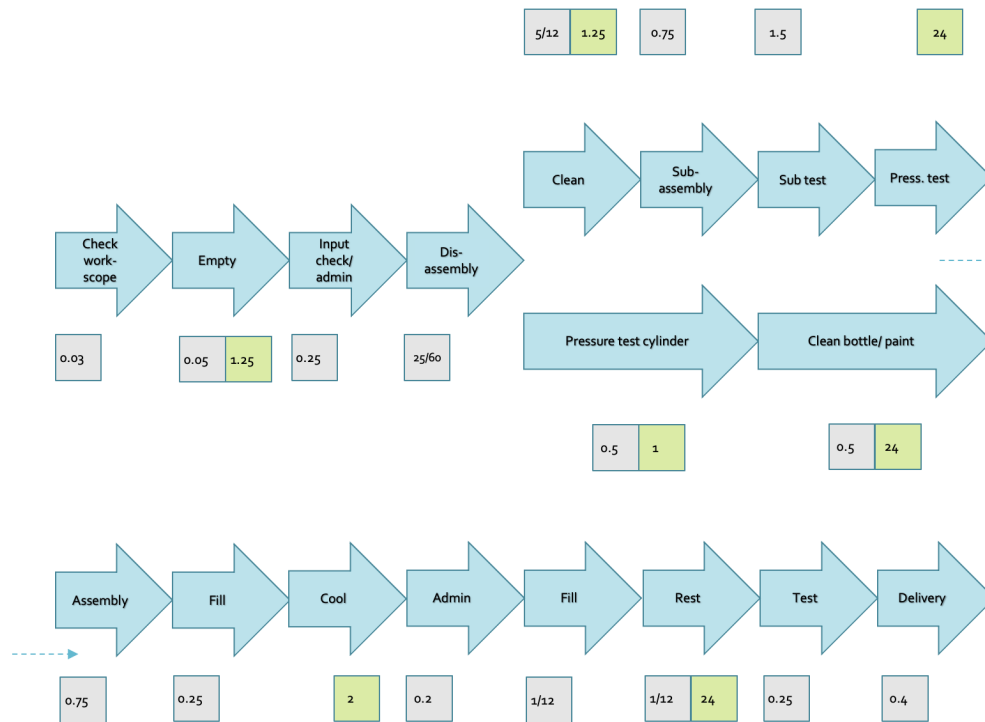 5/12 1.25 0.75 1.5 24
Clean
Sub-
assembly
Sub test
Press. test
Check
work-
scope
Empty
Input
check/
admin
Dis-
assembly
0.03 0.05 1.25 0.25 25/60
Pressure test cylinder
Clean bottle/ paint
0.5 1 0.5 24
Assembly
Fill
Cool
Admin
Fill
Rest
Test
Delivery
0.75 0.25 2 0.2 1/12 1/12 24 0.25 0.4